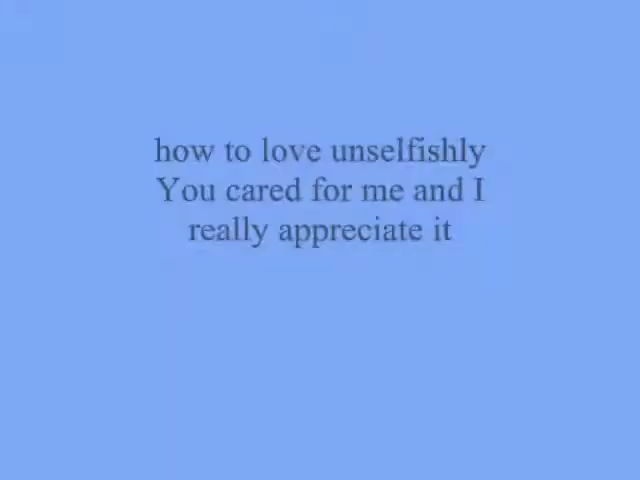 how to love unselfishly
You cared for me and I
really appreciate it